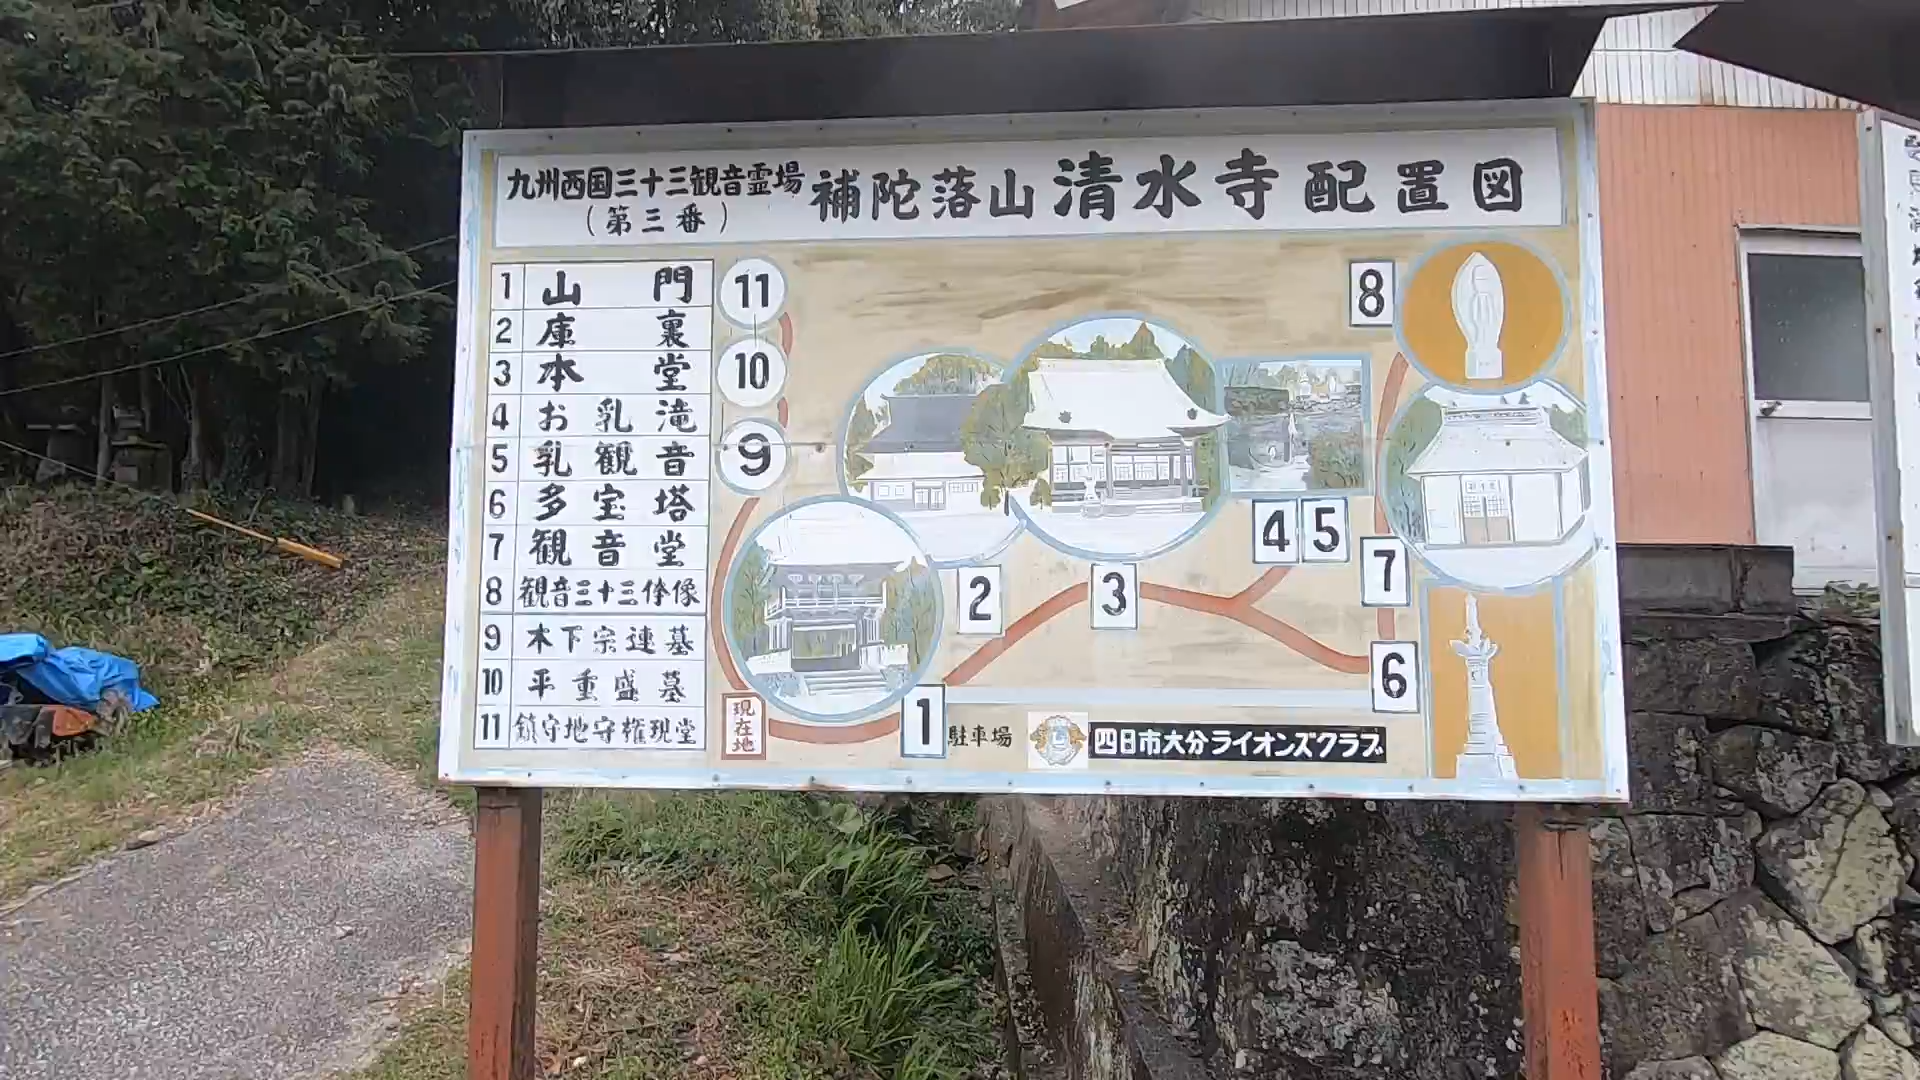 九州西国三十三観音霊場
(第三番)
補陀落山 清水寺 配置図
1 山門
2 庫裏
3 本堂
4 お乳滝
5 乳観音
6 多宝塔
7 観音堂
8 観音三十三体像
9 木下宗連墓
10 平重盛墓
11 鎮守地守権現堂
11
10
9
8
4 5
7
2
3
6
1
現在地
駐車場
四日市大分ライオンズクラブ